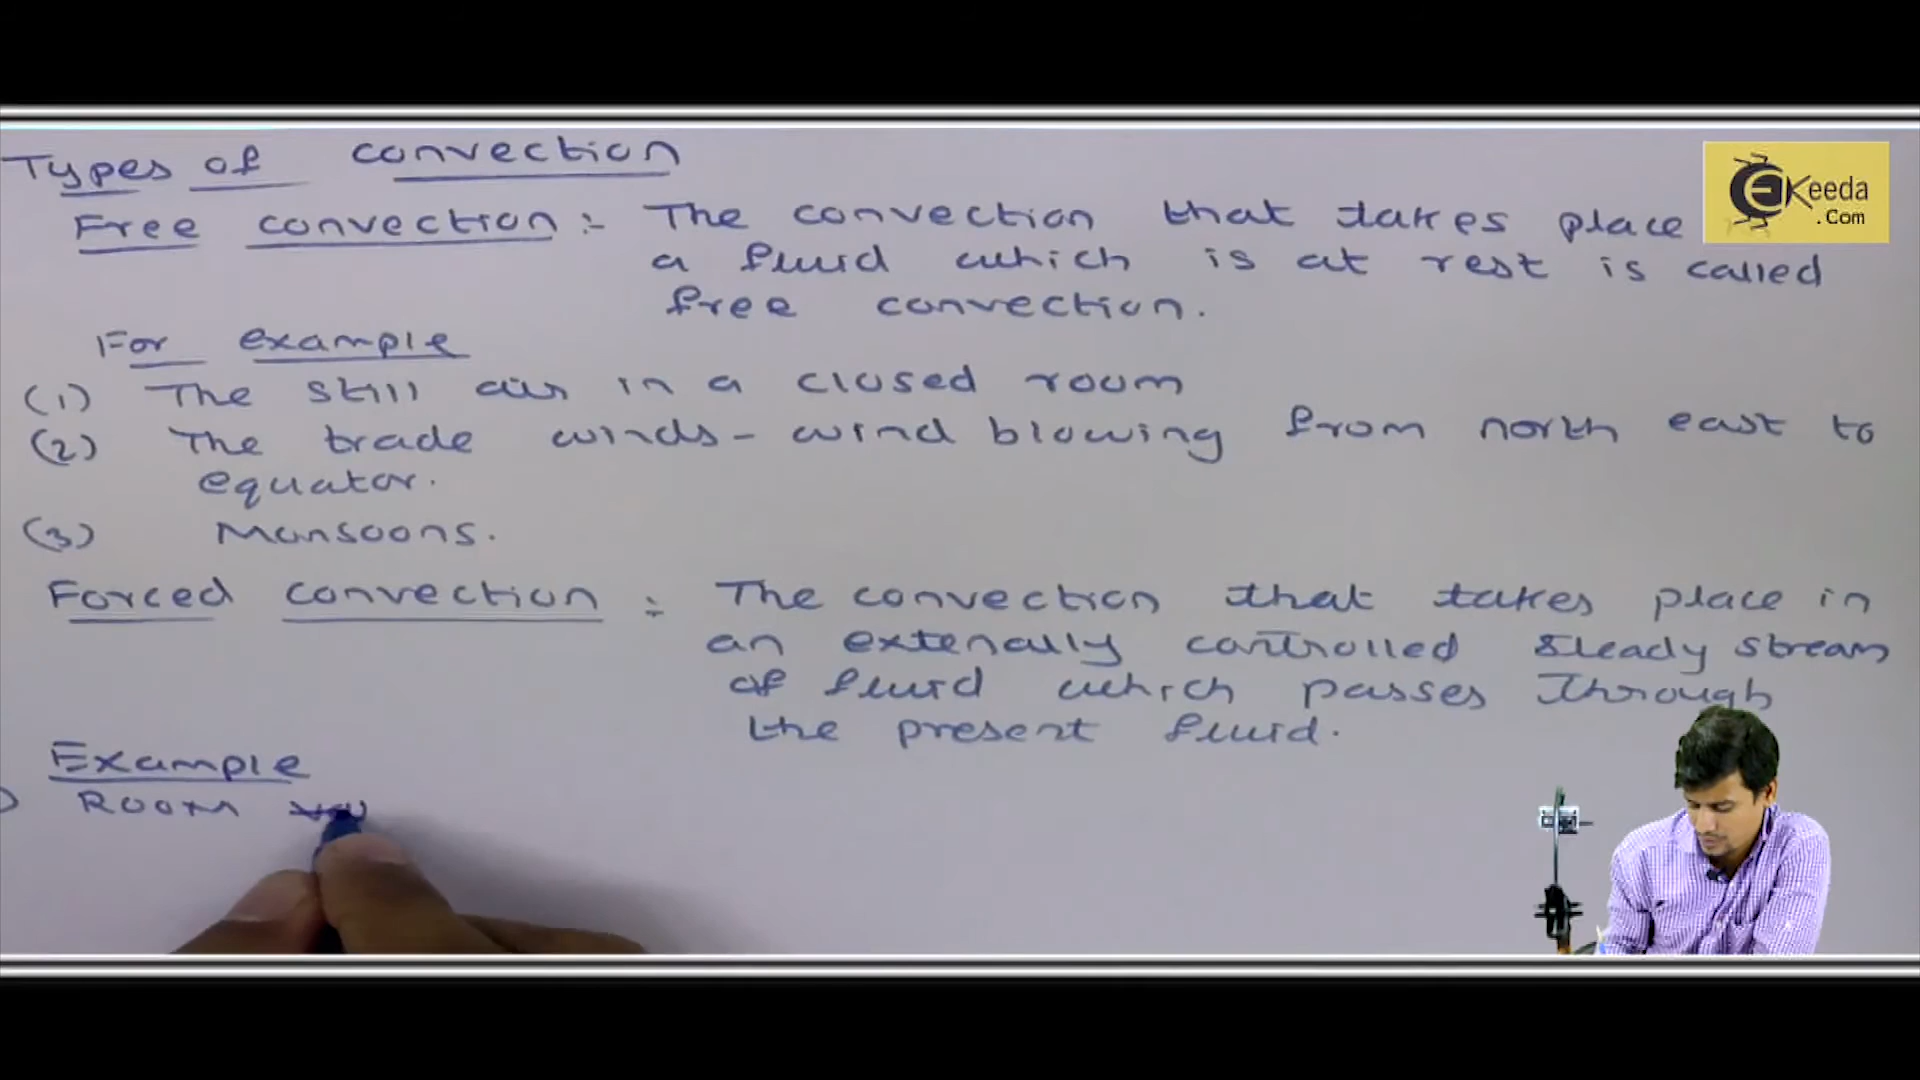 Types of convection
Free convection :- The convection that takes place
a fluid which is at rest is called
free convection.
For example
(1) The still air in a closed room
(2) The trade winds - wind blowing from north east to
equator.
(3) Monsoons.
Forced convection :- The convection that takes place in
an extenally controlled steady stream
of fluid which passes through
the present fluid.
Example
Room
EKeeda
.Com